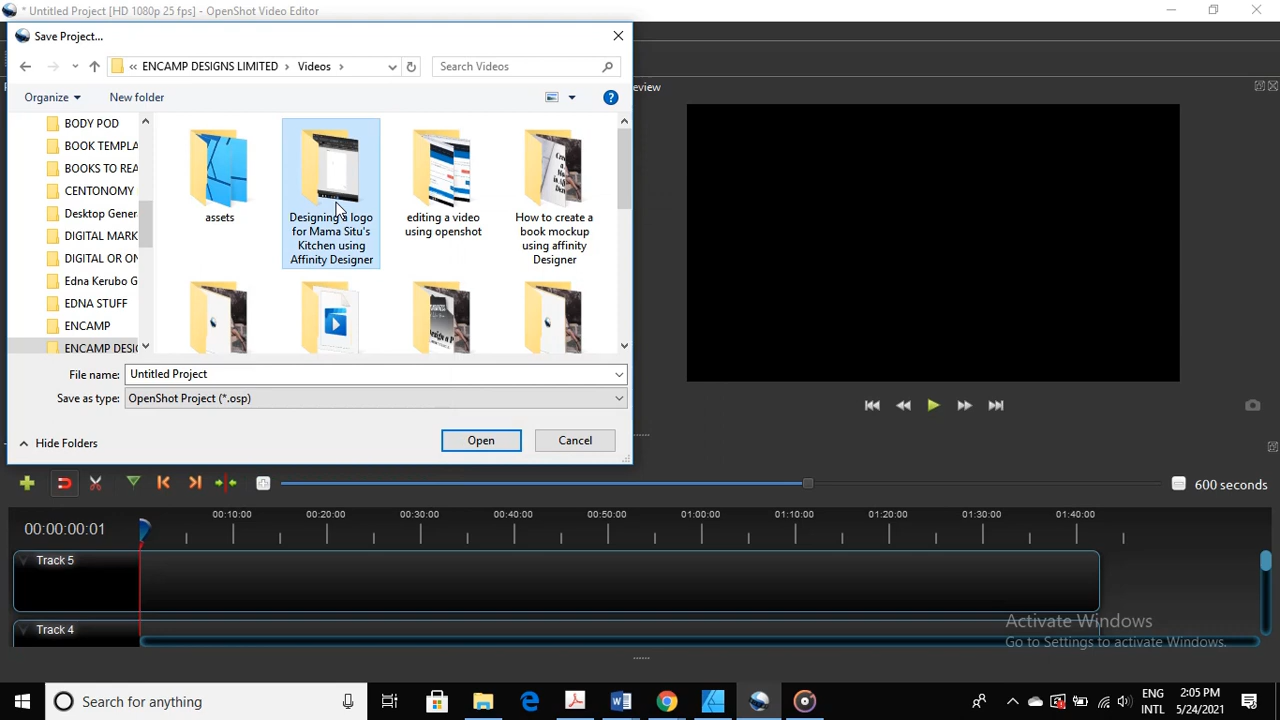 * Untitled Project [HD 1080p 25 fps] - OpenShot Video Editor
Save Project...
« ENCAMP DESIGNS LIMITED › Videos ›
Search Videos
Organize
New folder
eview
BODY POD
BOOK TEMPLA
BOOKS TO REA
CENTONOMY
Desktop Gener
DIGITAL MARK
DIGITAL OR ON
Edna Kerubo G
EDNA STUFF
ENCAMP
ENCAMP DESIG
assets
Designing a logo
for Mama Situ's
Kitchen using
Affinity Designer
editing a video
using openshot
How to create a
book mockup
using affinity
Designer
File name:
Untitled Project
Save as type:
OpenShot Project (*.osp)
Hide Folders
Open
Cancel
600 seconds
00:00:00:01
00:10:00
00:20:00
00:30:00
00:40:00
00:50:00
01:00:00
01:10:00
01:20:00
01:30:00
01:40:00
Track 5
Track 4
Activate Windows
Go to Settings to activate Windows.
Search for anything
ENG
INTL
2:05 PM
5/24/2021